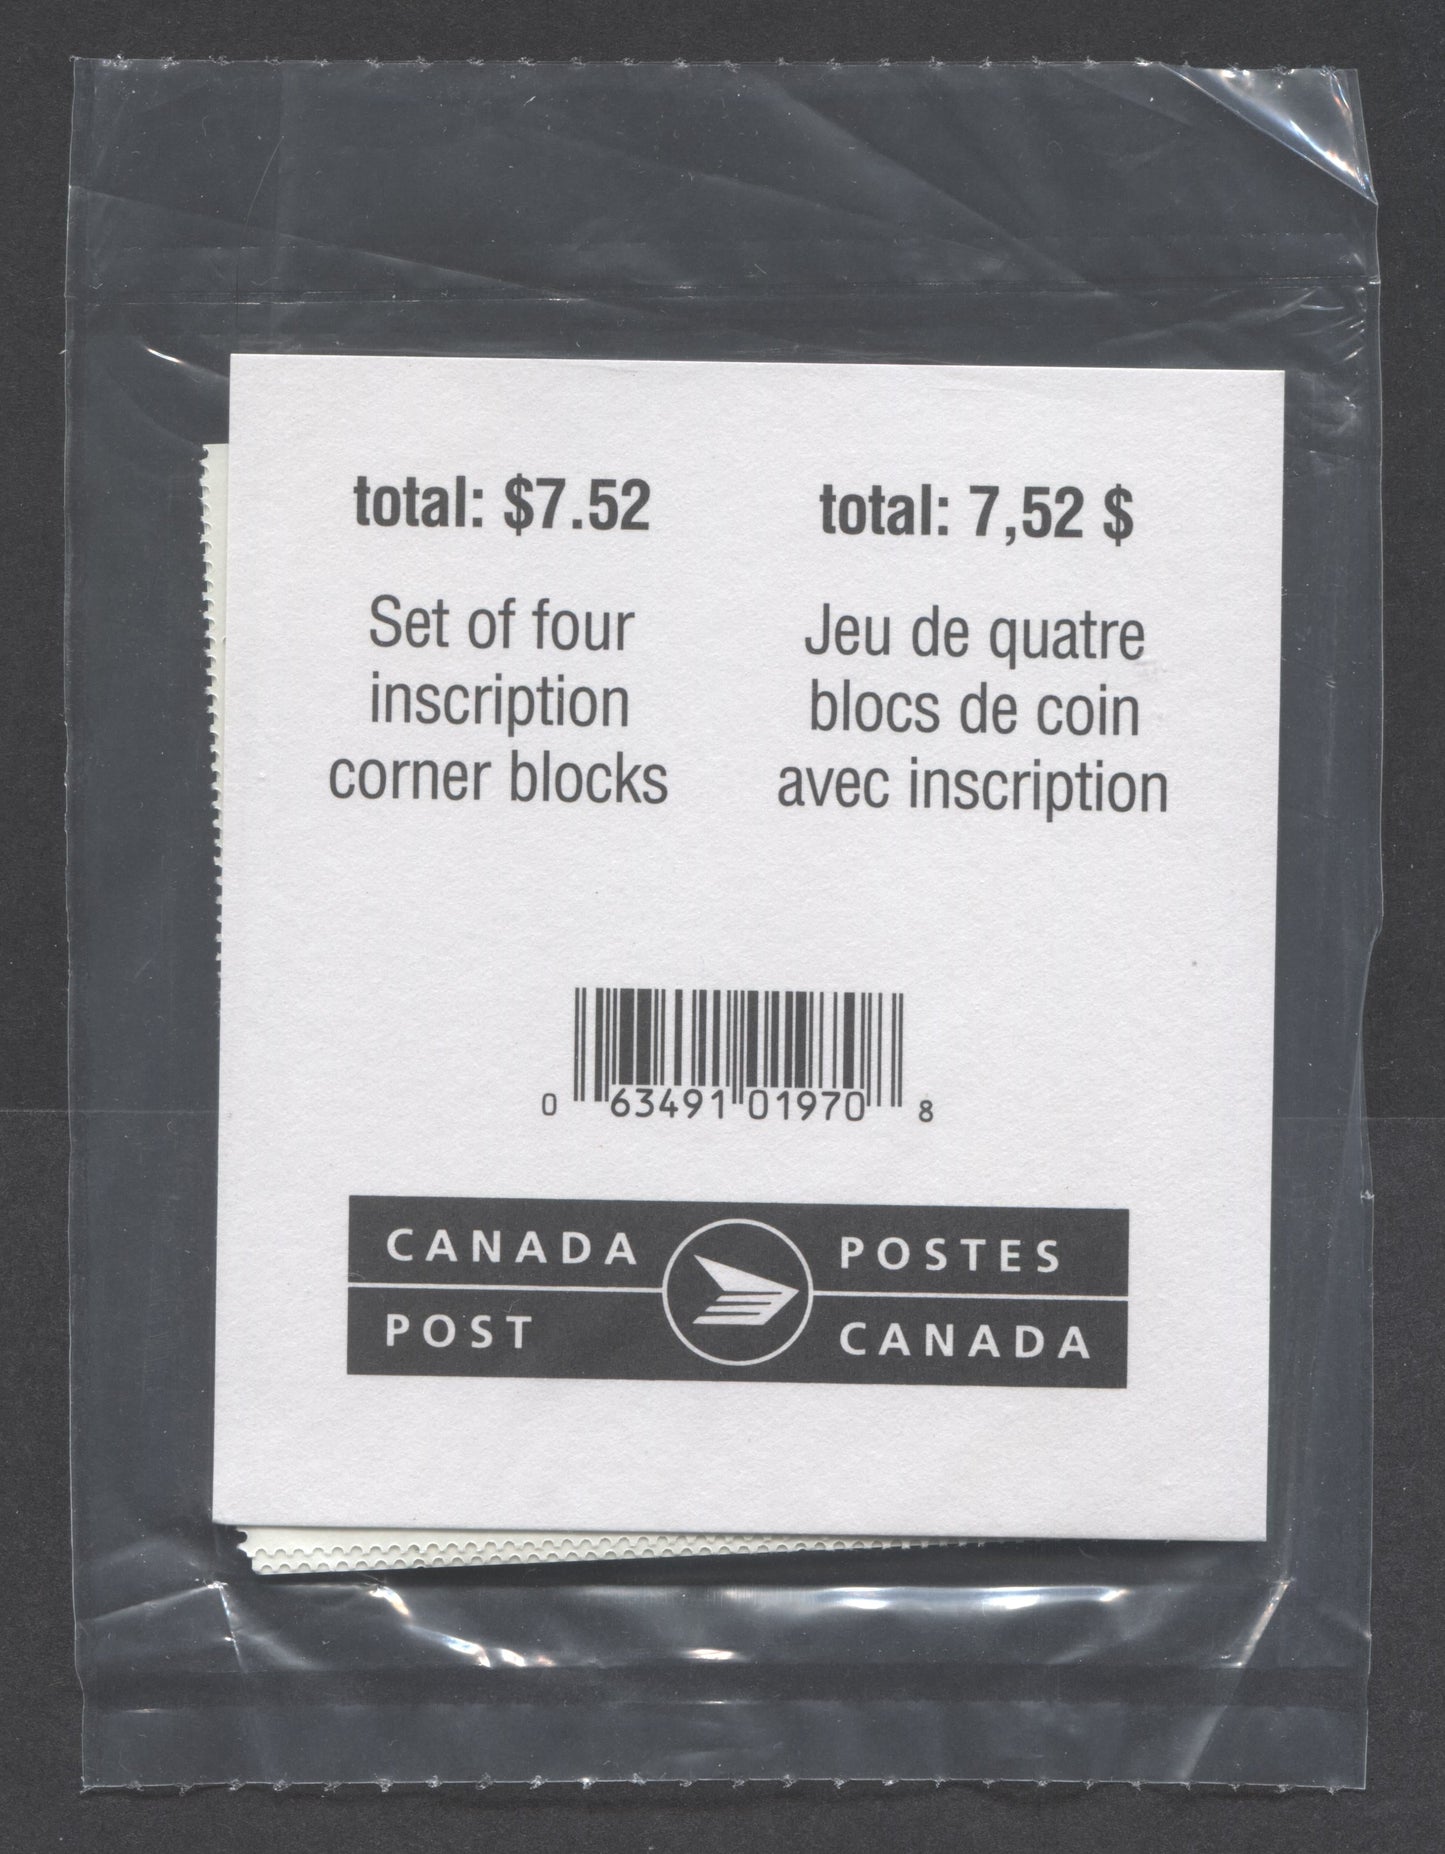 total: $7.52
Set of four
inscription
corner blocks
total: 7,52 $
Jeu de quatre
blocs de coin
avec inscription
0 63491 01970 8
CANADA
POST
POSTES
CANADA